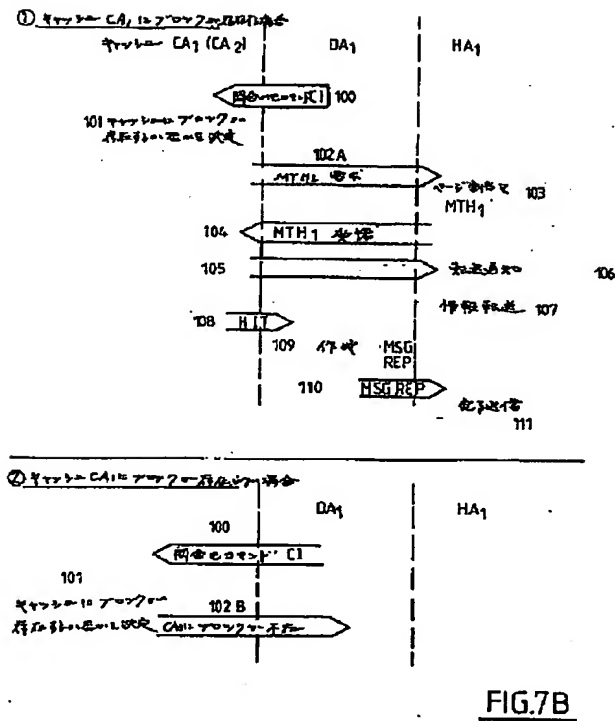 ① キャッシュ CA₁ にブロックが存在する場合
キャッシュ CA₁ (CA₂)
DA₁
HA₁
問合せコマンド CI
100
101 キャッシュにブロックが
存在するか否かを決定
102A
MTH₁ 要求
ページ
103
MTH₁
104
MTH₁ 受諾
105
転送通知
106
情報転送 107
108
HIT
109
作成
MSG
REP
110
MSG REP
111
② キャッシュ CA1にブロックが存在しない場合
DA₁
HA₁
100
問合せコマンド CI
101
キャッシュにブロックが
存在するか否かを決定
102 B
CA1にブロックが不在
FIG.7B